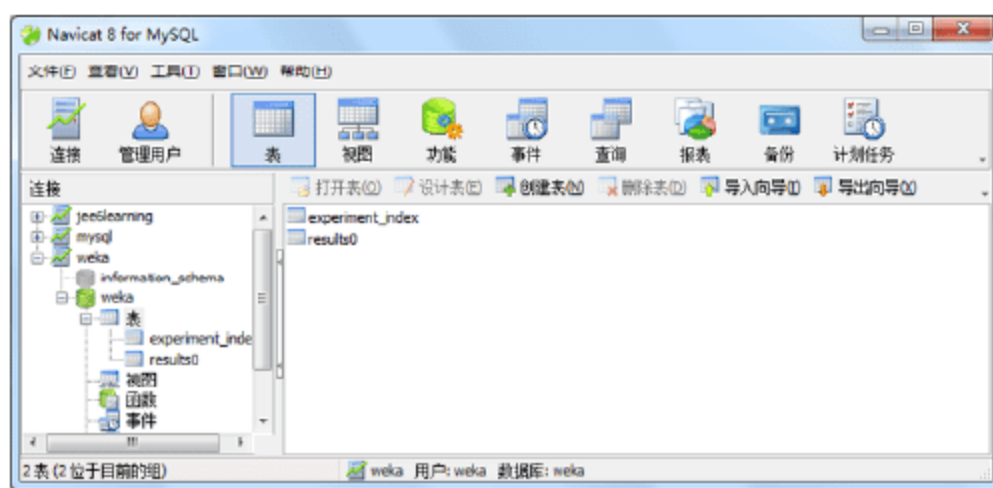 Navicat 8 for MySQL
文件(F) 查看(V) 工具(T) 窗口(W) 帮助(H)
连接 管理用户 表 视图 功能 事件 查询 报表 备份 计划任务
连接 打开表(O) 设计表(E) 创建表(N) 删除表(D) 导入向导(I) 导出向导(X)
jee6learning
mysql
weka
information_schema
weka
表
experiment_inde
results0
视图
函数
事件
experiment_index
results0
2 表 (2 位于目前的组) weka 用户: weka 数据库: weka